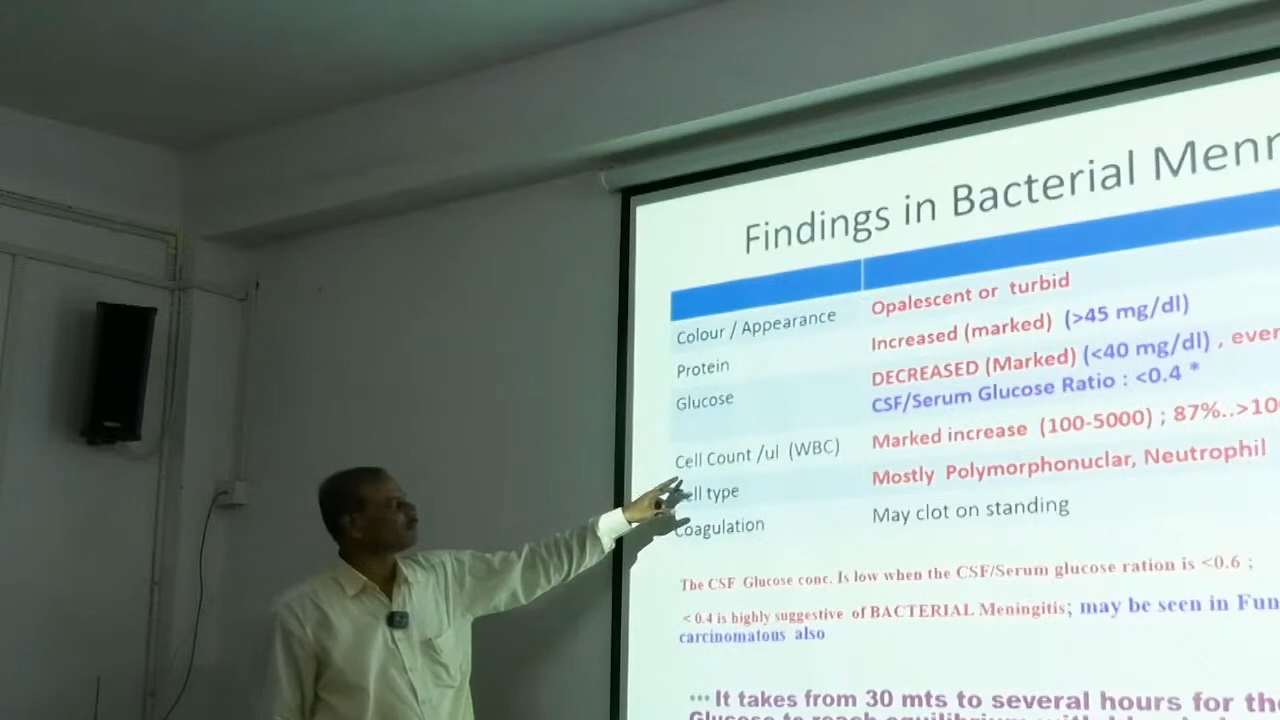 Findings in Bacterial
Colour / Appearance Opalescent or turbid
Protein Increased (marked) (>45 mg/dl)
Glucose DECREASED (Marked) (<40 mg/dl) , ever
CSF/Serum Glucose Ratio : <0.4 *
Cell Count /ul (WBC) Marked increase (100-5000) ; 87%..>10
Cell type Mostly Polymorphonuclar, Neutrophil
Coagulation May clot on standing
The CSF Glucose conc. Is low when the CSF/Serum glucose ration is <0.6 ;
< 0.4 is highly suggestive of BACTERIAL Meningitis; may be seen in Fun
carcinomatous also
*** It takes from 30 mts to several hours for the
Glucose to reach equilibrium